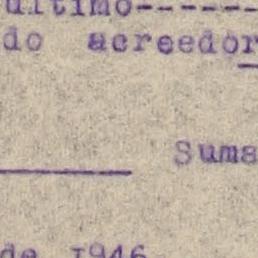 ultimo------
do acreedor
Suma
de 1946